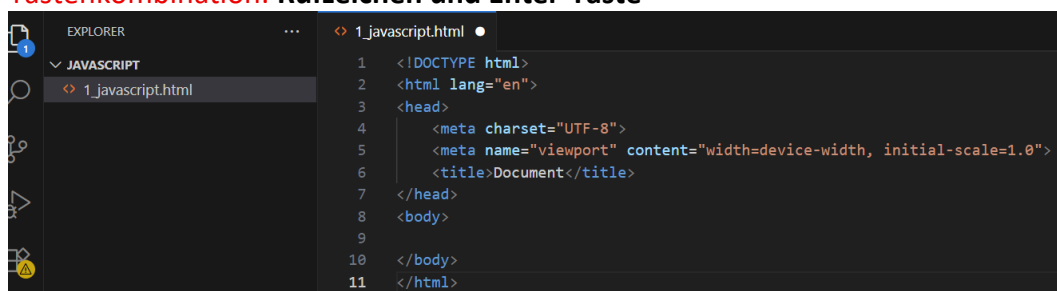 Tastenkombination: Rufzeichen und Enter-Taste
EXPLORER ...
JAVASCRIPT
<> 1_javascript.html
1
<> 1_javascript.html ●
1 <!DOCTYPE html>
2 <html lang="en">
3 <head>
4     <meta charset="UTF-8">
5     <meta name="viewport" content="width=device-width, initial-scale=1.0">
6     <title>Document</title>
7 </head>
8 <body>
9
10 </body>
11 </html>